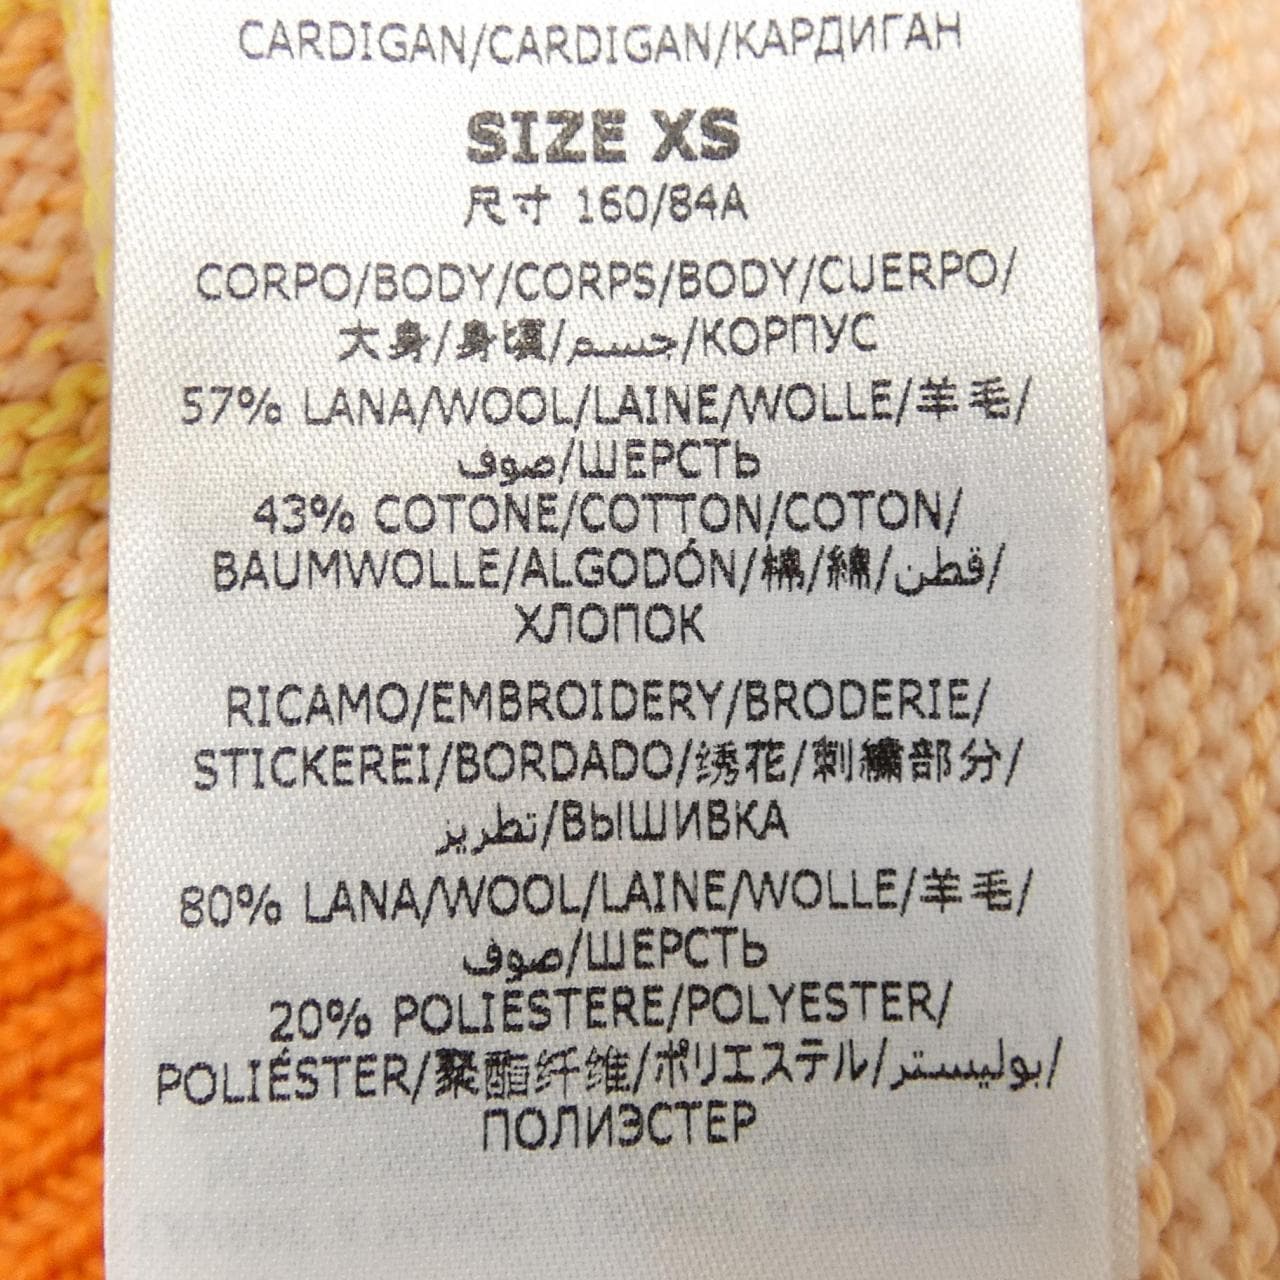 CARDIGAN/CARDIGAN/КАРДИГАН
SIZE XS
尺寸 160/84A
CORPO/BODY/CORPS/BODY/CUERPO/
大身/身頃/جسم/КОРПУС
57% LANA/WOOL/LAINE/WOLLE/羊毛/
صوف/ШЕРСТЬ
43% COTONE/COTTON/COTON/
BAUMWOLLE/ALGODÓN/棉/綿/قطن/
ХЛОПОК
RICAMO/EMBROIDERY/BRODERIE/
STICKEREI/BORDADO/绣花/刺繍部分/
تطريز/ВЫШИВКА
80% LANA/WOOL/LAINE/WOLLE/羊毛/
صوف/ШЕРСТЬ
20% POLIESTERE/POLYESTER/
POLIÉSTER/聚酯纤维/ポリエステル/بوليستر/
ПОЛИЭСТЕР